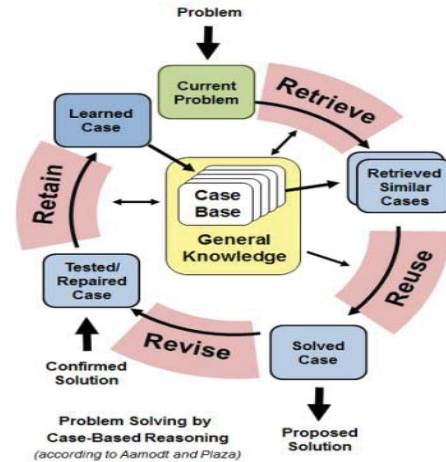 Problem
Current
Problem
Retrieve
Learned
Case
Retrieved
Similar
Cases
Case
Base
General
Knowledge
Retain
Reuse
Tested/
Repaired
Case
Revise
Solved
Case
Confirmed
Solution
Proposed
Solution
Problem Solving by
Case-Based Reasoning
(according to Aamodt and Plaza)